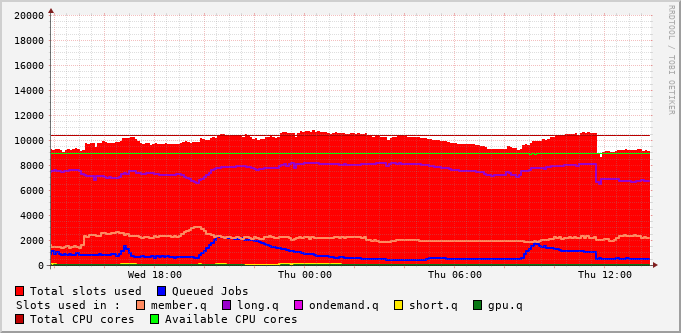 20000
18000
16000
14000
12000
10000
8000
6000
4000
2000
0
Wed 18:00 Thu 00:00 Thu 06:00 Thu 12:00
Total slots used Queued Jobs
Slots used in : member.q long.q ondemand.q short.q gpu.q
Total CPU cores Available CPU cores
RRDTOOL / TOBI OETIKER